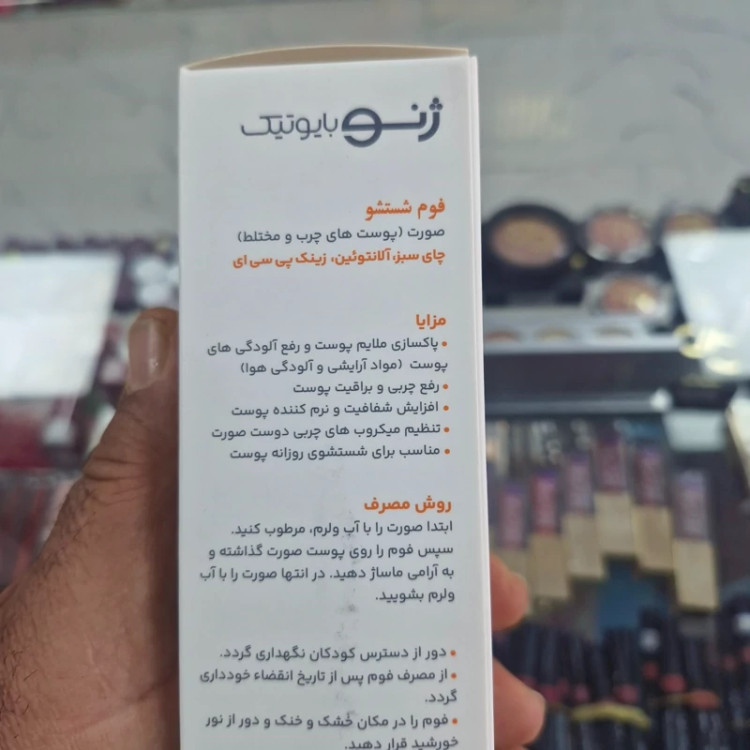 ژنو بایوتیک
فوم شستشو
صورت (پوست های چرب و مختلط)
چای سبز، آلانتوئین، زینک پی سی ای
مزایا
• پاکسازی ملایم پوست و رفع آلودگی های
پوست (مواد آرایشی و آلودگی هوا)
• رفع چربی و براقیت پوست
• افزایش شفافیت و نرم کننده پوست
• تنظیم میکروب های چربی دوست صورت
• مناسب برای شستشوی روزانه پوست
روش مصرف
ابتدا صورت را با آب ولرم، مرطوب کنید.
سپس فوم را روی پوست صورت گذاشته و
به آرامی ماساژ دهید. در انتها صورت را با آب
ولرم بشویید.
• دور از دسترس کودکان نگهداری گردد.
• از مصرف فوم پس از تاریخ انقضاء خودداری
گردد.
• فوم را در مکان خشک و خنک و دور از نور
خورشید قرار دهید.